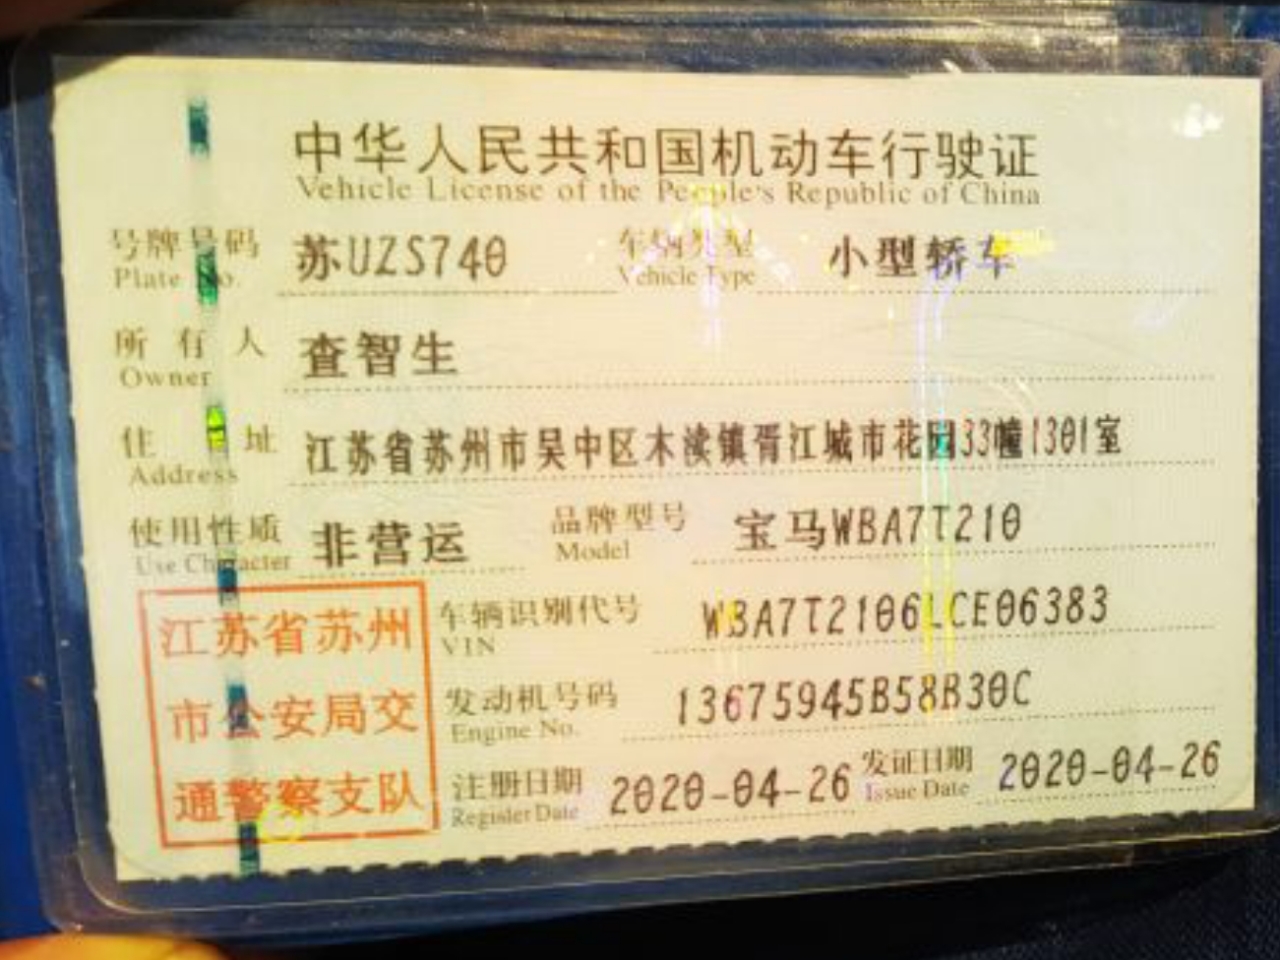 中华人民共和国机动车行驶证
Vehicle License of the People's Republic of China
号牌号码 苏UZS740 车辆类型 小型轿车
Plate No. Vehicle Type
所有人 查智生
Owner
住址 江苏省苏州市吴中区木渎镇胥江城市花园33幢1301室
Address
使用性质 非营运 品牌型号 宝马WBA7T210
Use Character Model
江苏省苏州
市公安局交
通警察支队
车辆识别代号 WBA7T2106LCE06383
VIN
发动机号码 13675945B58B30C
Engine No.
注册日期 2020-04-26 发证日期 2020-04-26
Register Date Issue Date